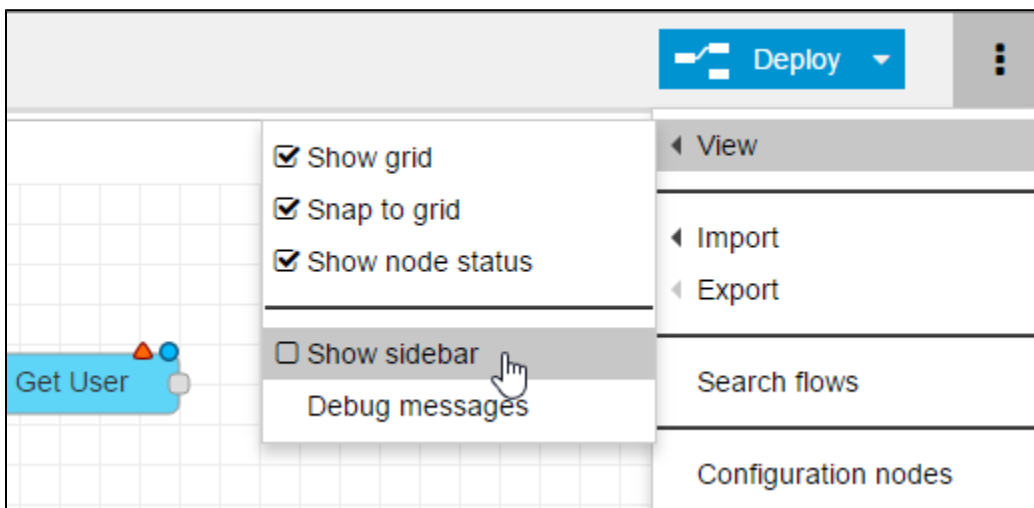 Deploy
Show grid
Snap to grid
Show node status
Show sidebar
Debug messages
View
Import
Export
Search flows
Configuration nodes
Get User